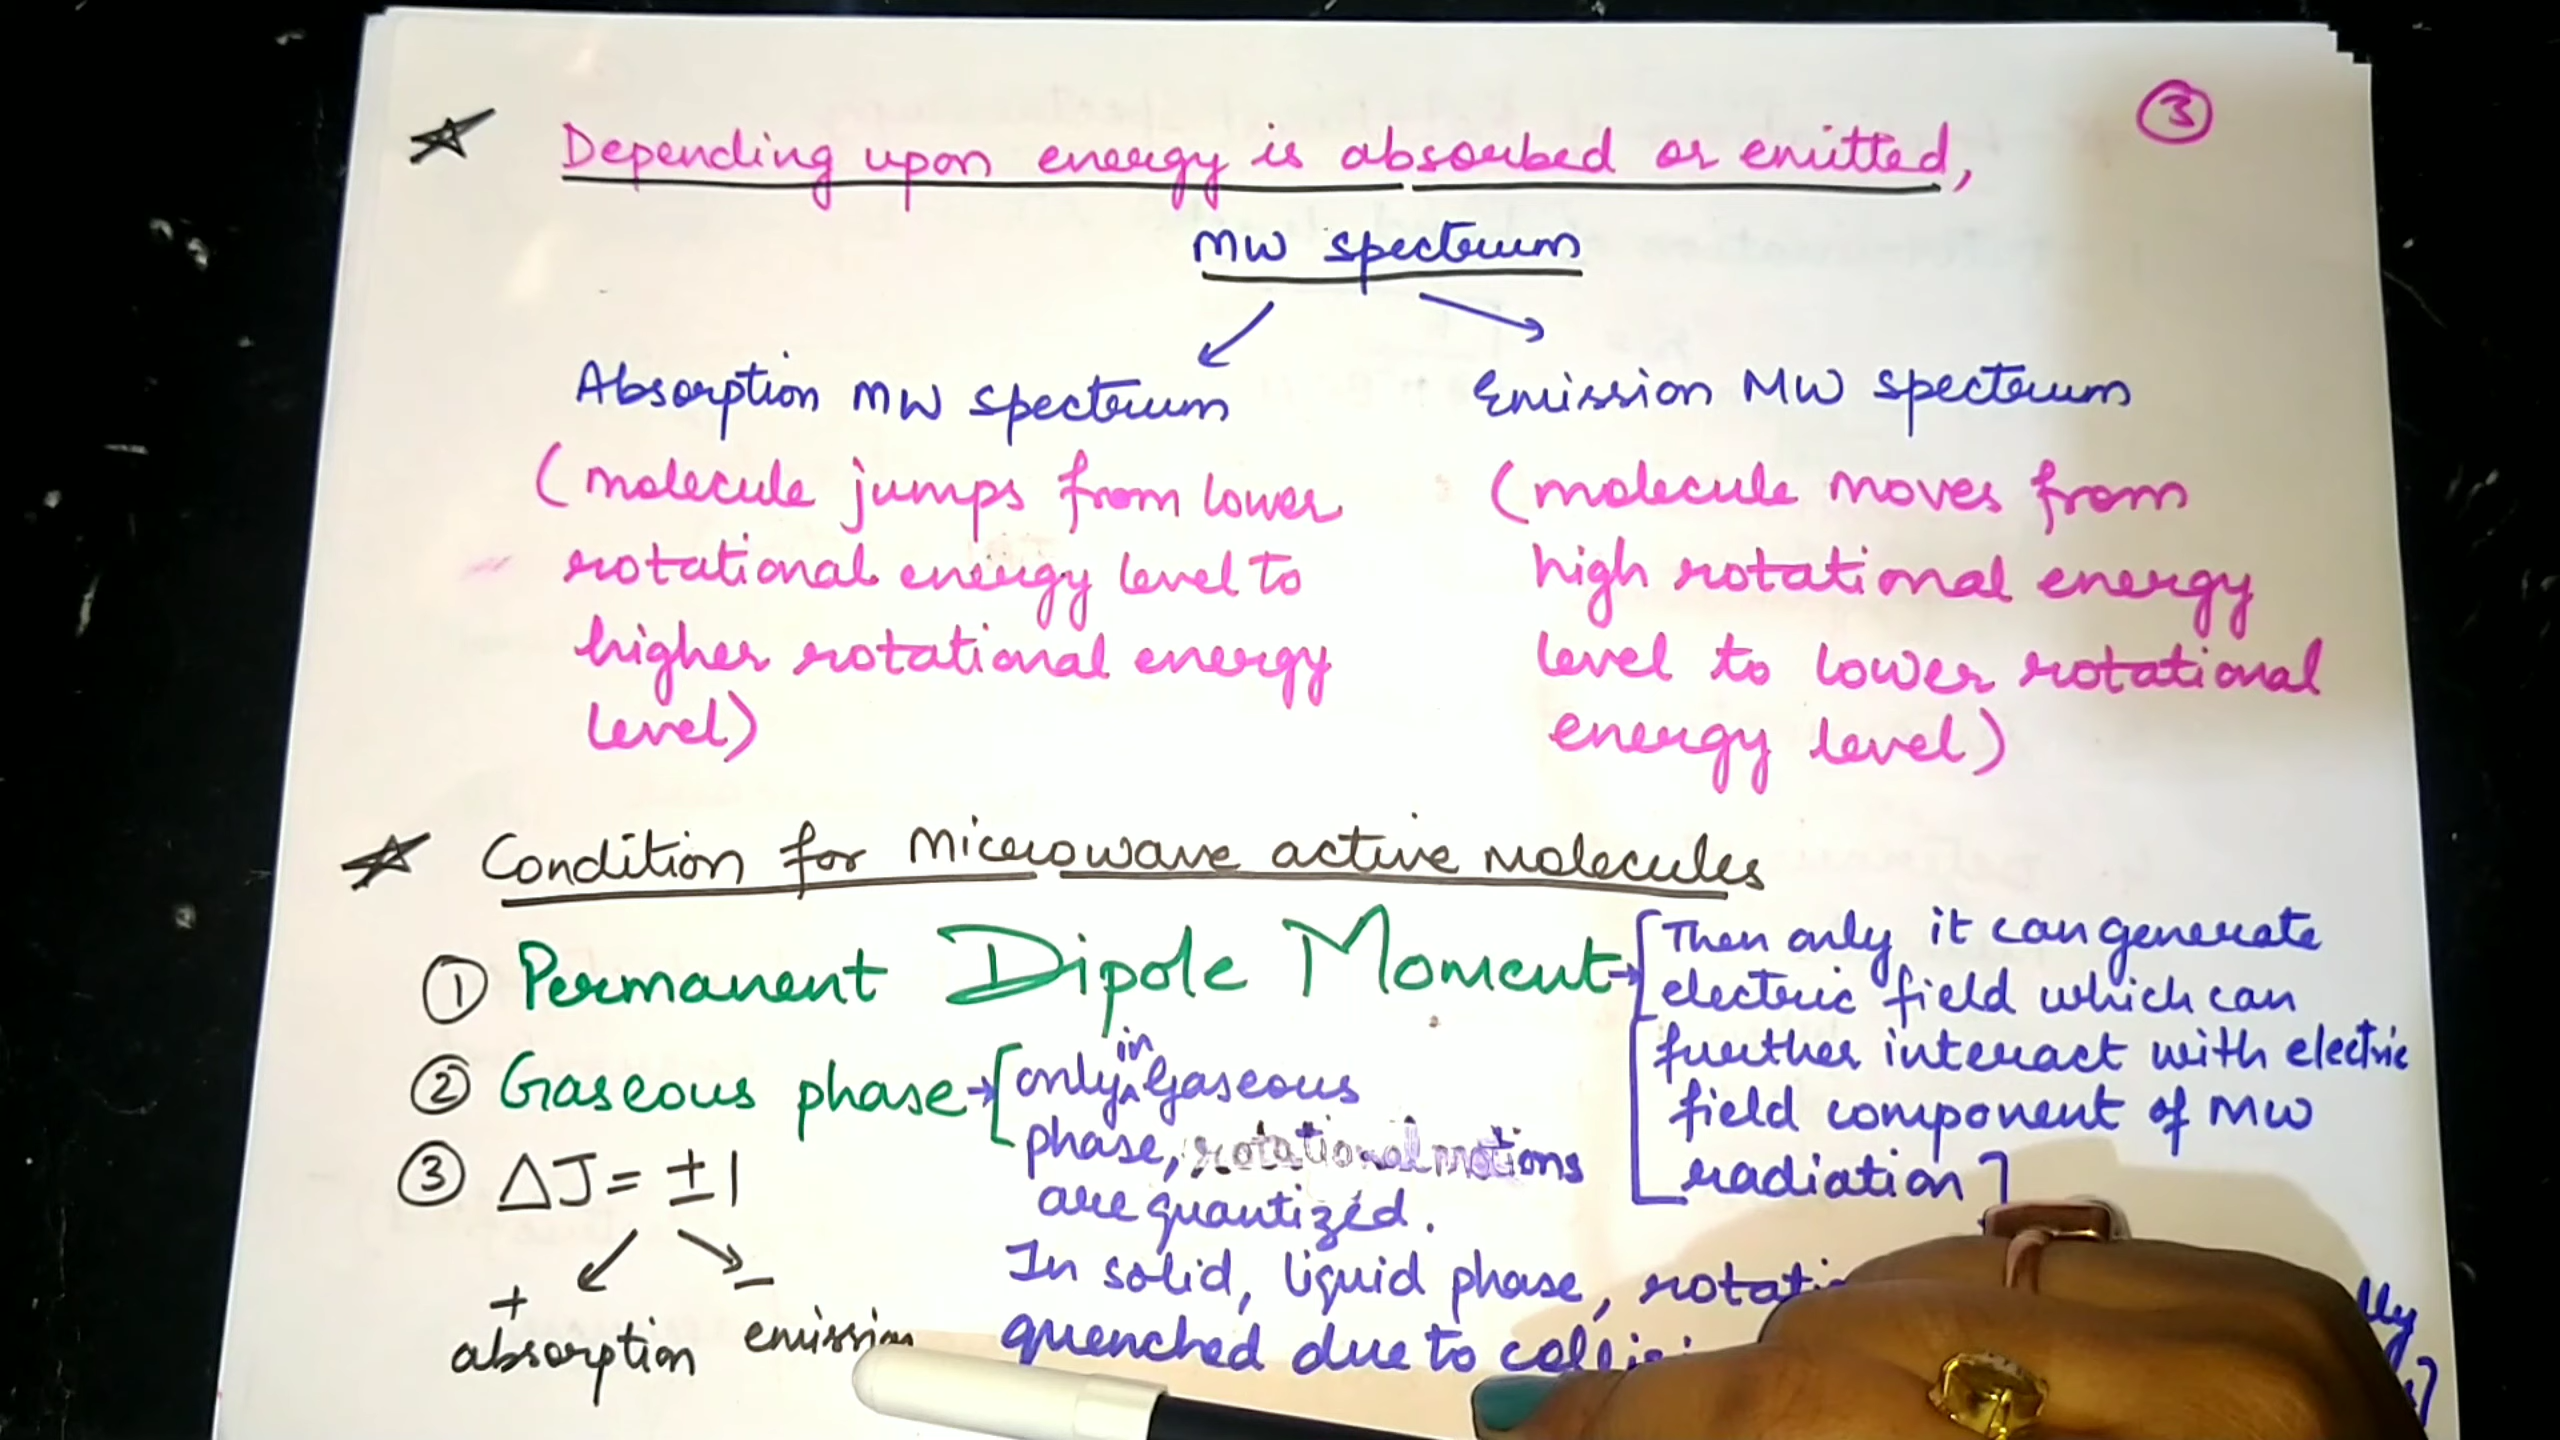 3
Depending upon energy is absorbed or emitted,
MW spectrum
Absorption MW spectrum
(molecule jumps from lower
rotational energy level to
higher rotational energy
level)
Emission MW spectrum
(molecule moves from
high rotational energy
level to lower rotational
energy level)
Condition for Microwave active molecules
① Permanent Dipole Moment → [Then only it can generate
electric field which can
further interact with electric
field component of MW
radiation]
② Gaseous phase → [only in gaseous
phase, rotational motions
are quantized.
In solid, liquid phase,
quenched due to
③ ΔJ = ±1
+ absorption
− emission